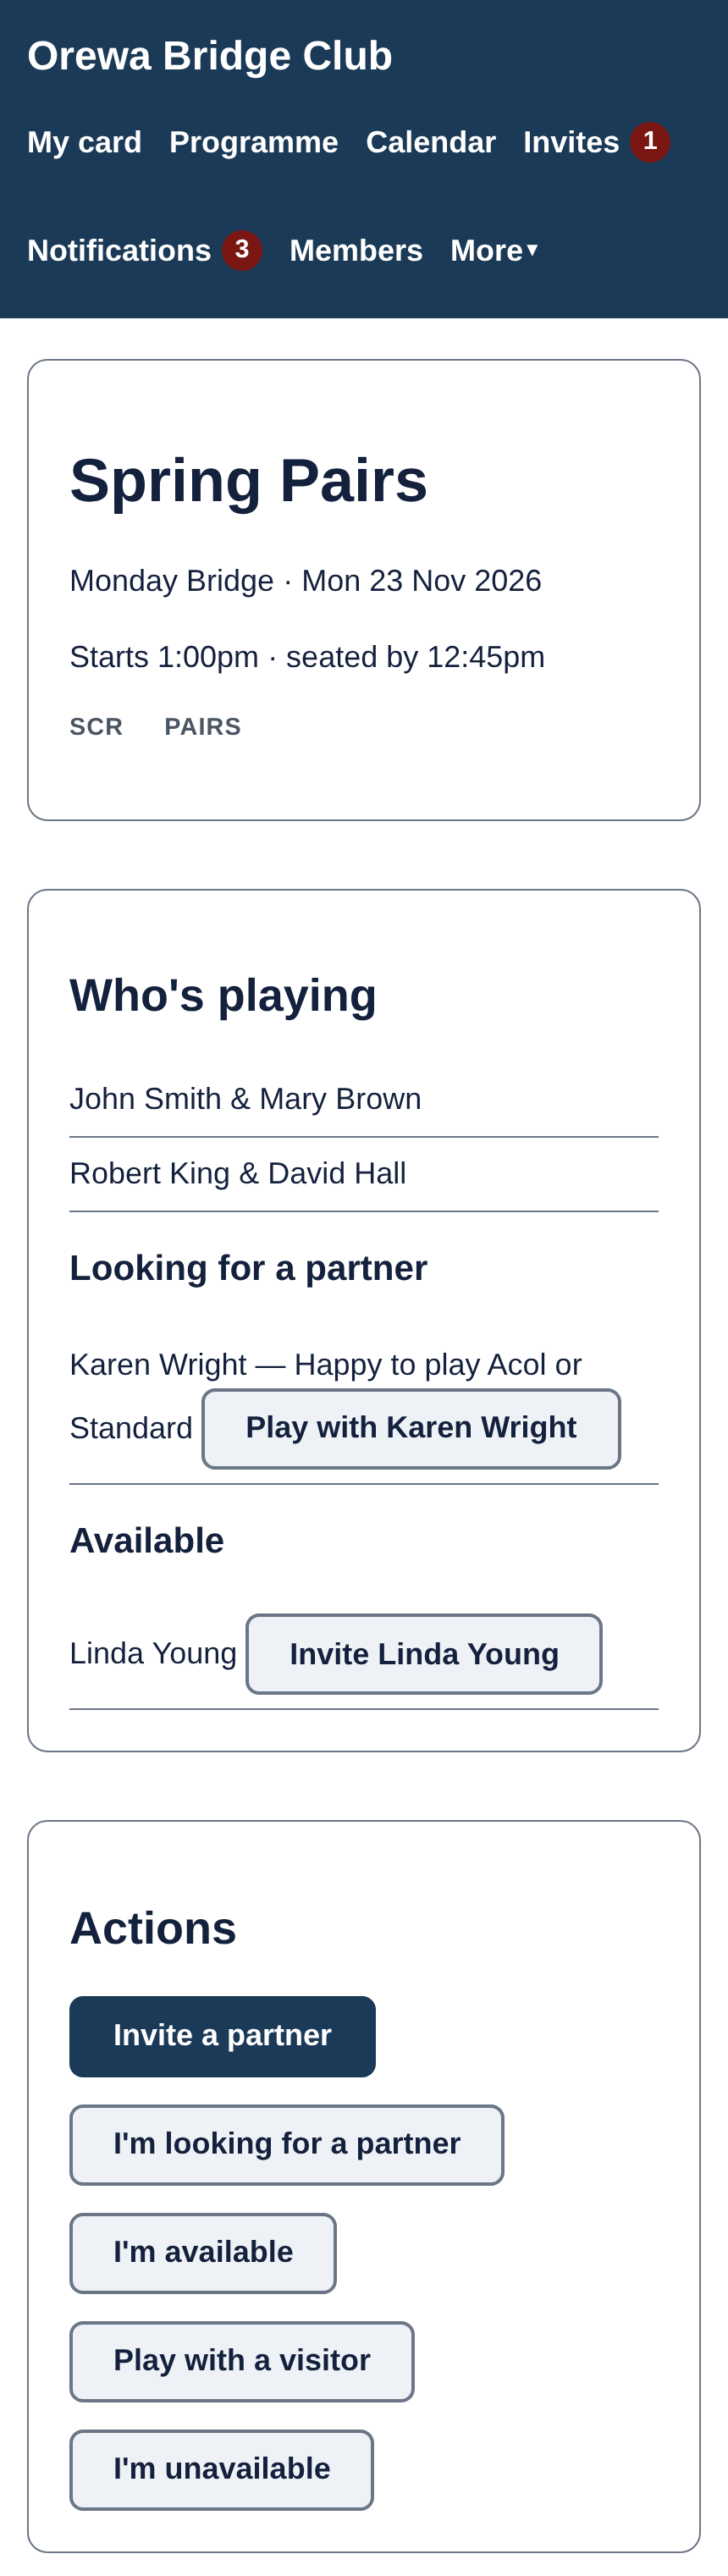 Orewa Bridge Club
My card Programme Calendar Invites 1
Notifications 3 Members More ▾
Spring Pairs
Monday Bridge · Mon 23 Nov 2026
Starts 1:00pm · seated by 12:45pm
SCR PAIRS
Who's playing
John Smith & Mary Brown
Robert King & David Hall
Looking for a partner
Karen Wright — Happy to play Acol or
Standard Play with Karen Wright
Available
Linda Young Invite Linda Young
Actions
Invite a partner
I'm looking for a partner
I'm available
Play with a visitor
I'm unavailable